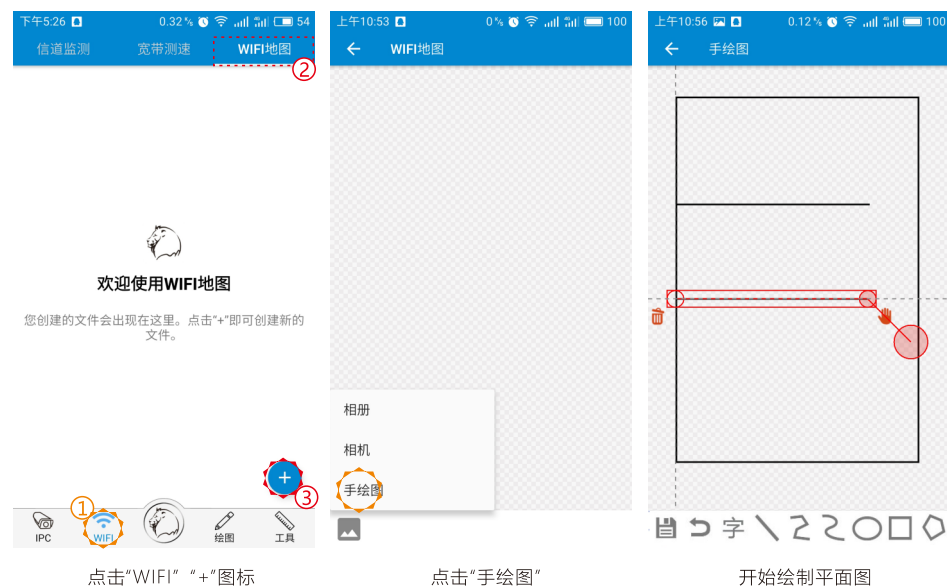 下午5:26 0.32% 54
信道监测 宽带测速 WIFI地图
②
欢迎使用WIFI地图
您创建的文件会出现在这里。点击“+”即可创建新的
文件。
+
③
①
IPC WIFI 绘图 工具
点击“WIFI” “+”图标
上午10:53 0% 100
WIFI地图
相册
相机
手绘图
点击“手绘图”
上午10:56 0.12% 100
手绘图
字
开始绘制平面图